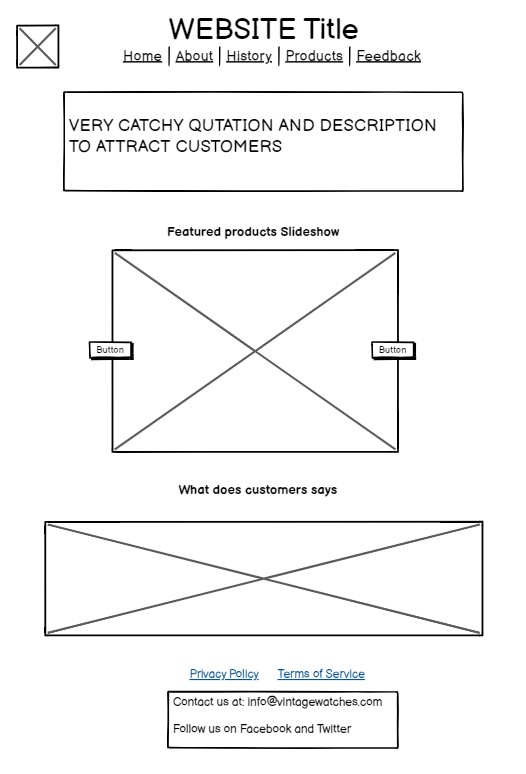 WEBSITE Title
Home | About | History | Products | Feedback
VERY CATCHY QUTATION AND DESCRIPTION
TO ATTRACT CUSTOMERS
Featured products Slideshow
Button
Button
What does customers says
Privacy Policy Terms of Service
Contact us at: info@vintagewatches.com
Follow us on Facebook and Twitter